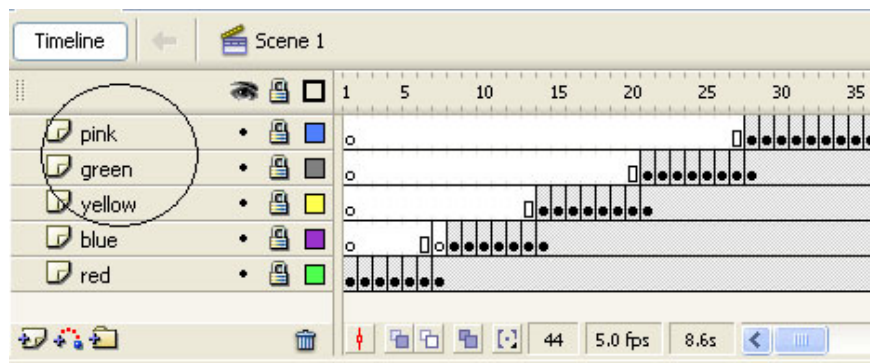 Timeline Scene 1
1 5 10 15 20 25 30 35
pink
green
yellow
blue
red
44 5.0 fps 8.6s